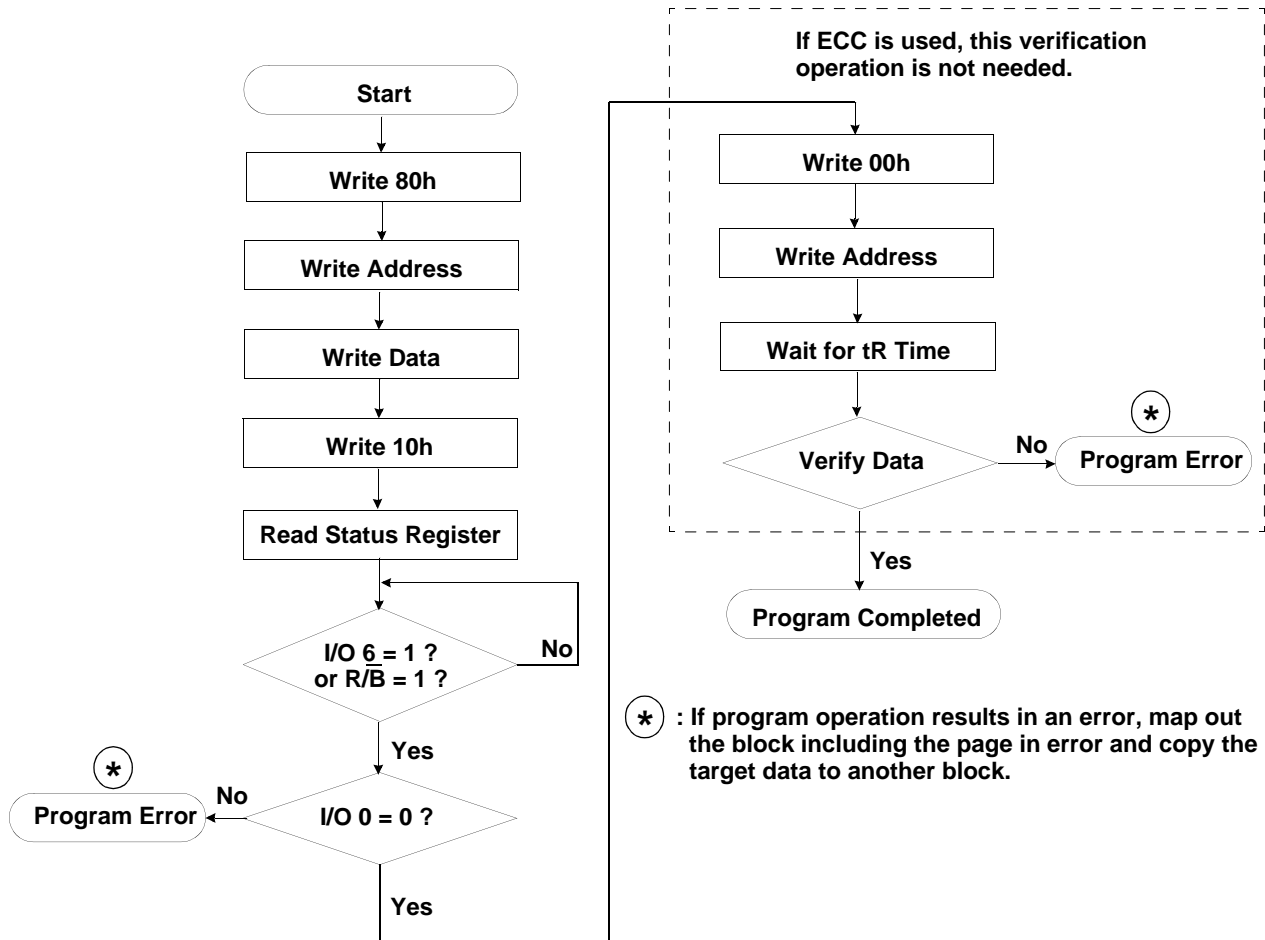 Start
Write 80h
Write Address
Write Data
Write 10h
Read Status Register
I/O 6 = 1 ?
or R/B̅ = 1 ?
No
Yes
*
No
Program Error
I/O 0 = 0 ?
Yes
If ECC is used, this verification
operation is not needed.
Write 00h
Write Address
Wait for tR Time
*
Verify Data
No
Program Error
Yes
Program Completed
* : If program operation results in an error, map out
the block including the page in error and copy the
target data to another block.